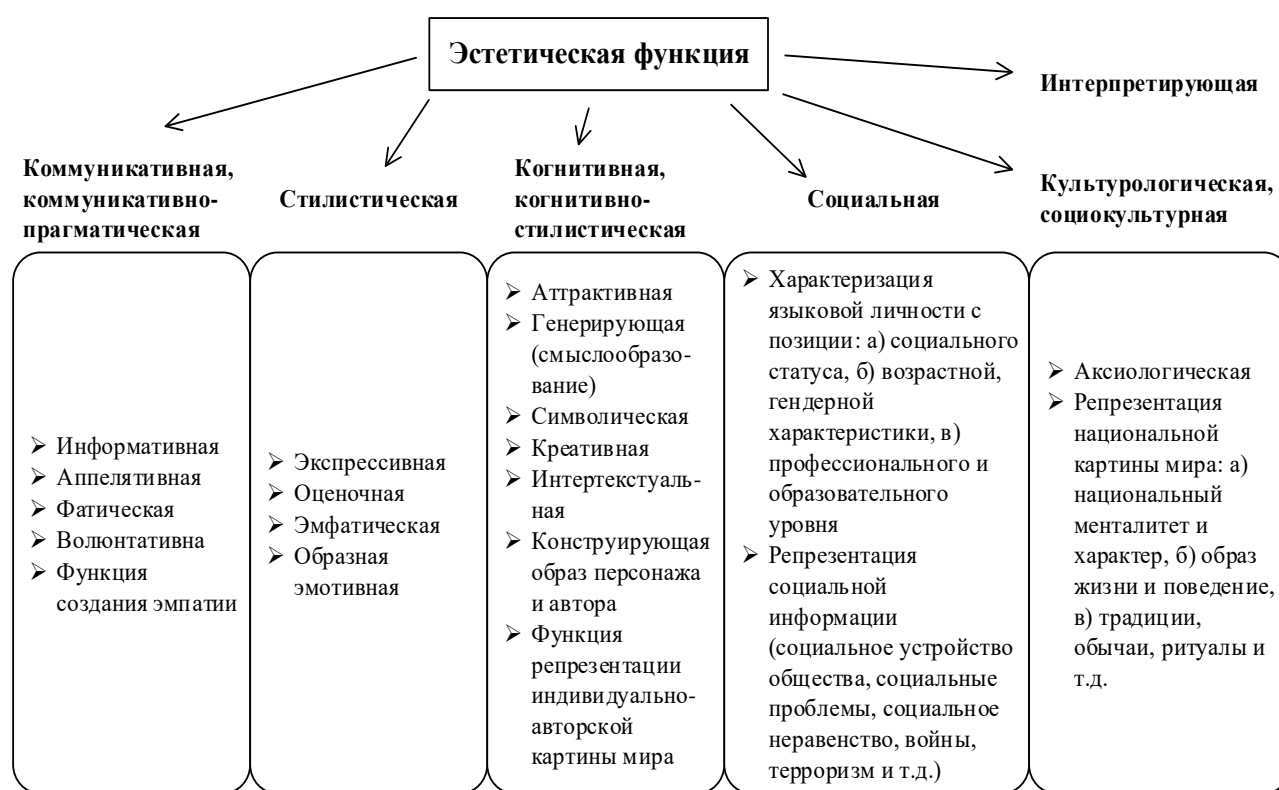 Эстетическая функция
Интерпретирующая
Коммуникативная,
коммуникативно-
прагматическая
Стилистическая
Когнитивная,
когнитивно-
стилистическая
Социальная
Культурологическая,
социокультурная
➢ Информативная
➢ Аппелятивная
➢ Фатическая
➢ Волюнтативна
➢ Функция
создания эмпатии
➢ Экспрессивная
➢ Оценочная
➢ Эмфатическая
➢ Образная
эмотивная
➢ Аттрактивная
➢ Генерирующая
(смыслообразо-
вание)
➢ Символическая
➢ Креативная
➢ Интертекстуаль-
ная
➢ Конструирующая
образ персонажа
и автора
➢ Функция
репрезентации
индивидуально-
авторской
картины мира
➢ Характеризация
языковой личности с
позиции: а) социального
статуса, б) возрастной,
гендерной
характеристики, в)
профессионального и
образовательного
уровня
➢ Репрезентация
социальной
информации
(социальное устройство
общества, социальные
проблемы, социальное
неравенство, войны,
терроризм и т.д.)
➢ Аксиологическая
➢ Репрезентация
национальной
картины мира: а)
национальный
менталитет и
характер, б) образ
жизни и поведение,
в) традиции,
обычаи, ритуалы и
т.д.